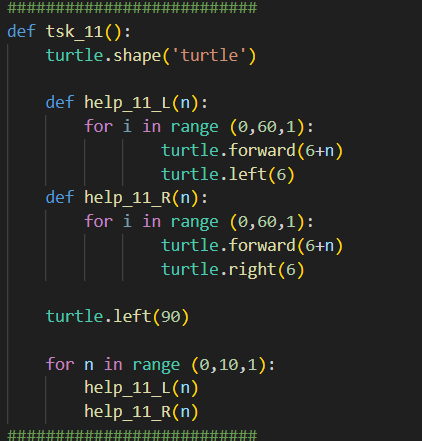 ##########################
def tsk_11():
    turtle.shape('turtle')

    def help_11_L(n):
        for i in range (0,60,1):
                turtle.forward(6+n)
                turtle.left(6)
    def help_11_R(n):
        for i in range (0,60,1):
                turtle.forward(6+n)
                turtle.right(6)

    turtle.left(90)

    for n in range (0,10,1):
        help_11_L(n)
        help_11_R(n)
##########################